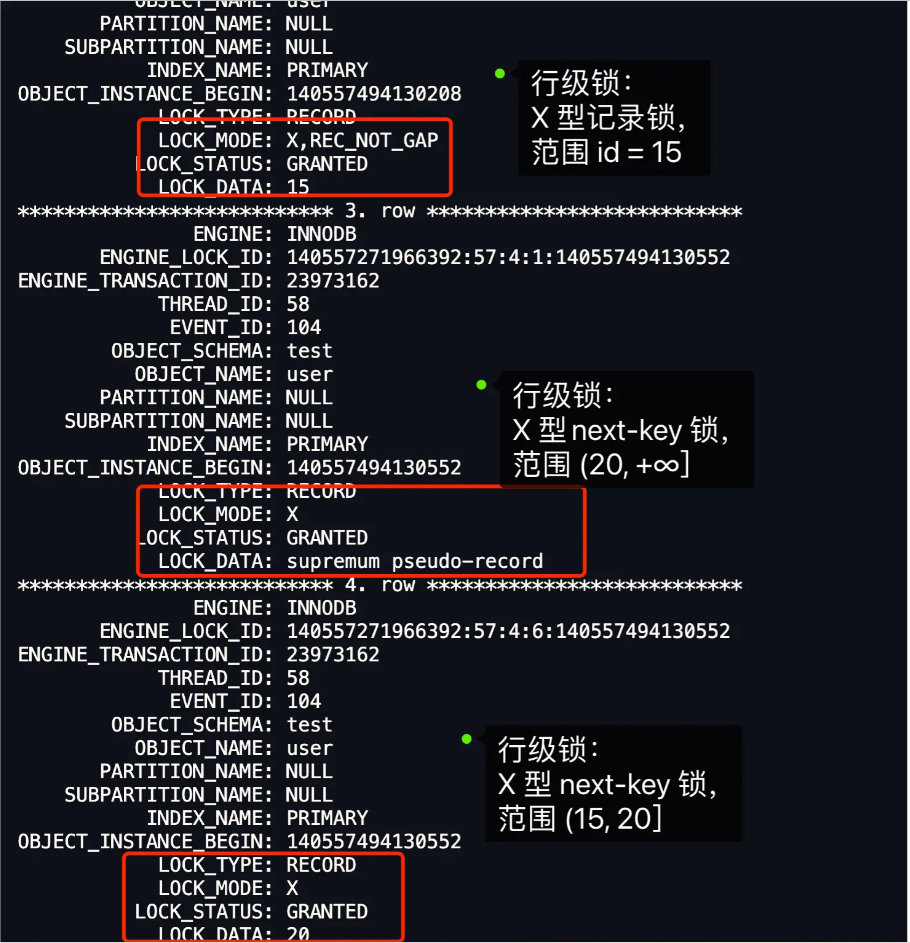 OBJECT_NAME: user
PARTITION_NAME: NULL
SUBPARTITION_NAME: NULL
INDEX_NAME: PRIMARY
OBJECT_INSTANCE_BEGIN: 140557494130208
LOCK_TYPE: RECORD
LOCK_MODE: X,REC_NOT_GAP
LOCK_STATUS: GRANTED
LOCK_DATA: 15
行级锁：
X 型记录锁，
范围 id = 15
*************************** 3. row ***************************
ENGINE: INNODB
ENGINE_LOCK_ID: 140557271966392:57:4:1:140557494130552
ENGINE_TRANSACTION_ID: 23973162
THREAD_ID: 58
EVENT_ID: 104
OBJECT_SCHEMA: test
OBJECT_NAME: user
PARTITION_NAME: NULL
SUBPARTITION_NAME: NULL
INDEX_NAME: PRIMARY
OBJECT_INSTANCE_BEGIN: 140557494130552
LOCK_TYPE: RECORD
LOCK_MODE: X
LOCK_STATUS: GRANTED
LOCK_DATA: supremum pseudo-record
行级锁：
X 型next-key 锁，
范围 (20, +∞]
*************************** 4. row ***************************
ENGINE: INNODB
ENGINE_LOCK_ID: 140557271966392:57:4:6:140557494130552
ENGINE_TRANSACTION_ID: 23973162
THREAD_ID: 58
EVENT_ID: 104
OBJECT_SCHEMA: test
OBJECT_NAME: user
PARTITION_NAME: NULL
SUBPARTITION_NAME: NULL
INDEX_NAME: PRIMARY
OBJECT_INSTANCE_BEGIN: 140557494130552
LOCK_TYPE: RECORD
LOCK_MODE: X
LOCK_STATUS: GRANTED
LOCK_DATA: 20
行级锁：
X 型 next-key 锁，
范围 (15, 20]